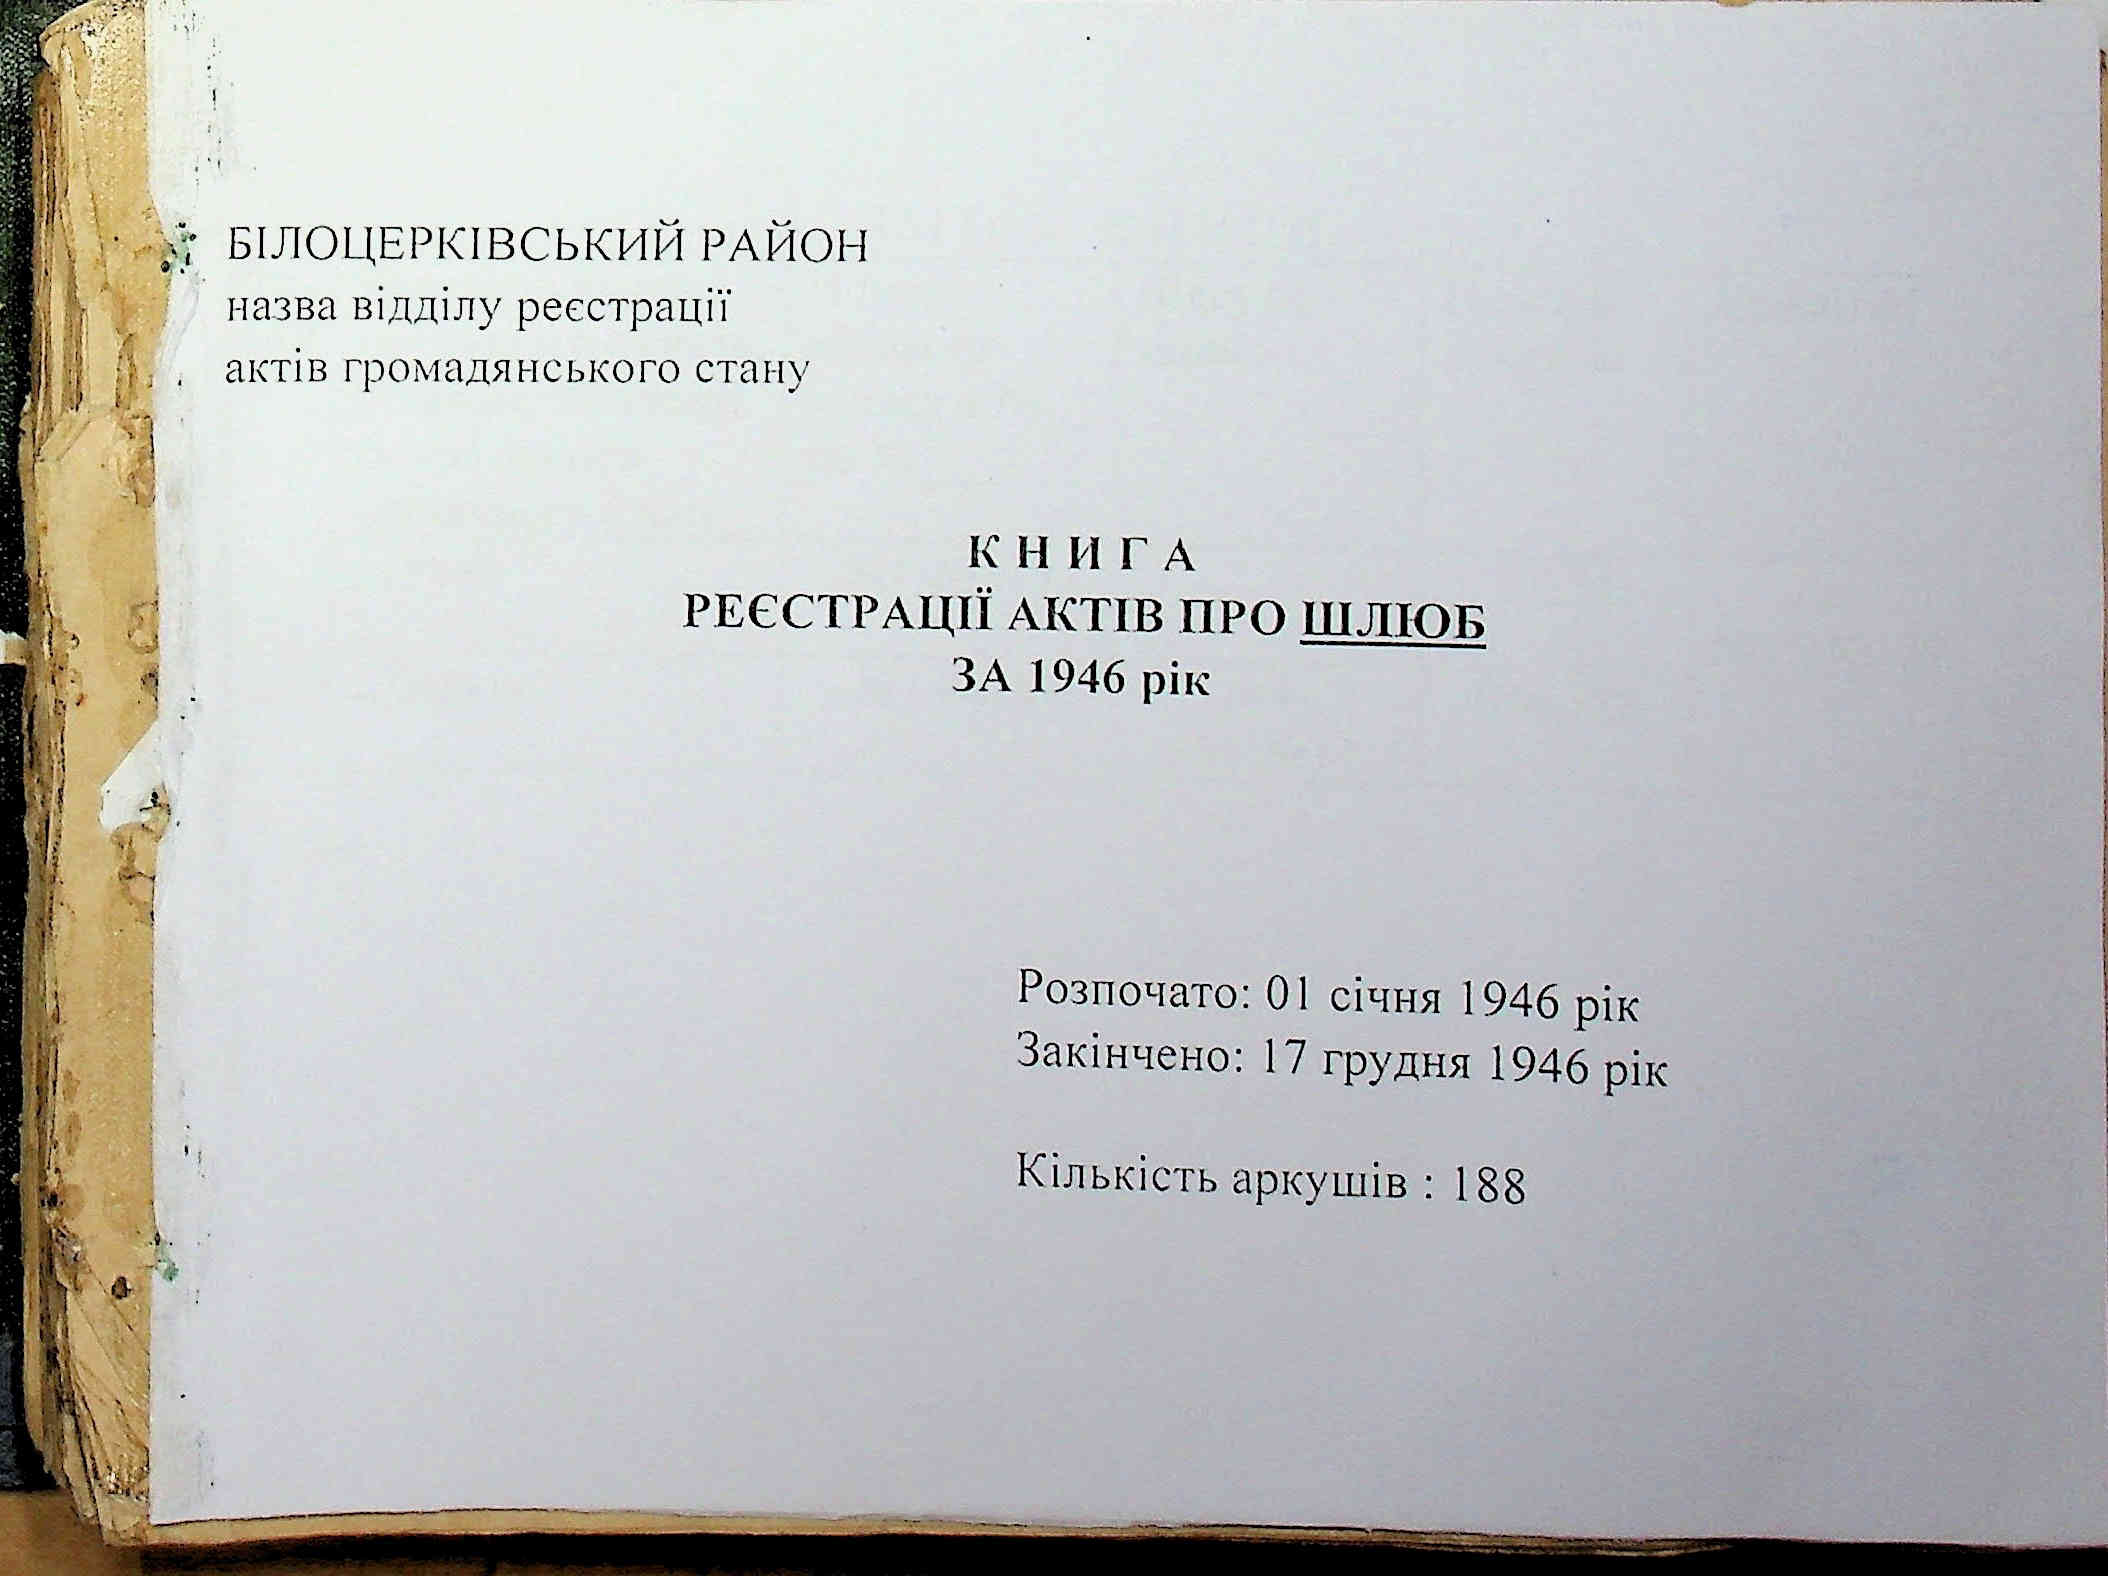 БІЛОЦЕРКІВСЬКИЙ РАЙОН
назва відділу реєстрації
актів громадянського стану
К Н И Г А
РЕЄСТРАЦІЇ АКТІВ ПРО ШЛЮБ
ЗА 1946 рік
Розпочато: 01 січня 1946 рік
Закінчено: 17 грудня 1946 рік
Кількість аркушів : 188